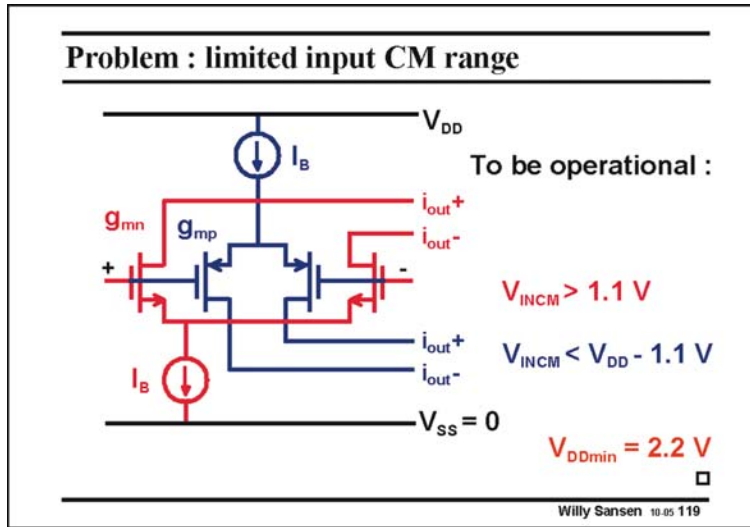 Problem : limited input CM range
V_DD
I_B
To be operational :
i_out+
g_mn
g_mp
i_out-
+
-
V_INCM > 1.1 V
i_out+
V_INCM < V_DD - 1.1 V
i_out-
I_B
V_SS = 0
V_DDmin = 2.2 V
Willy Sansen 10-05 119